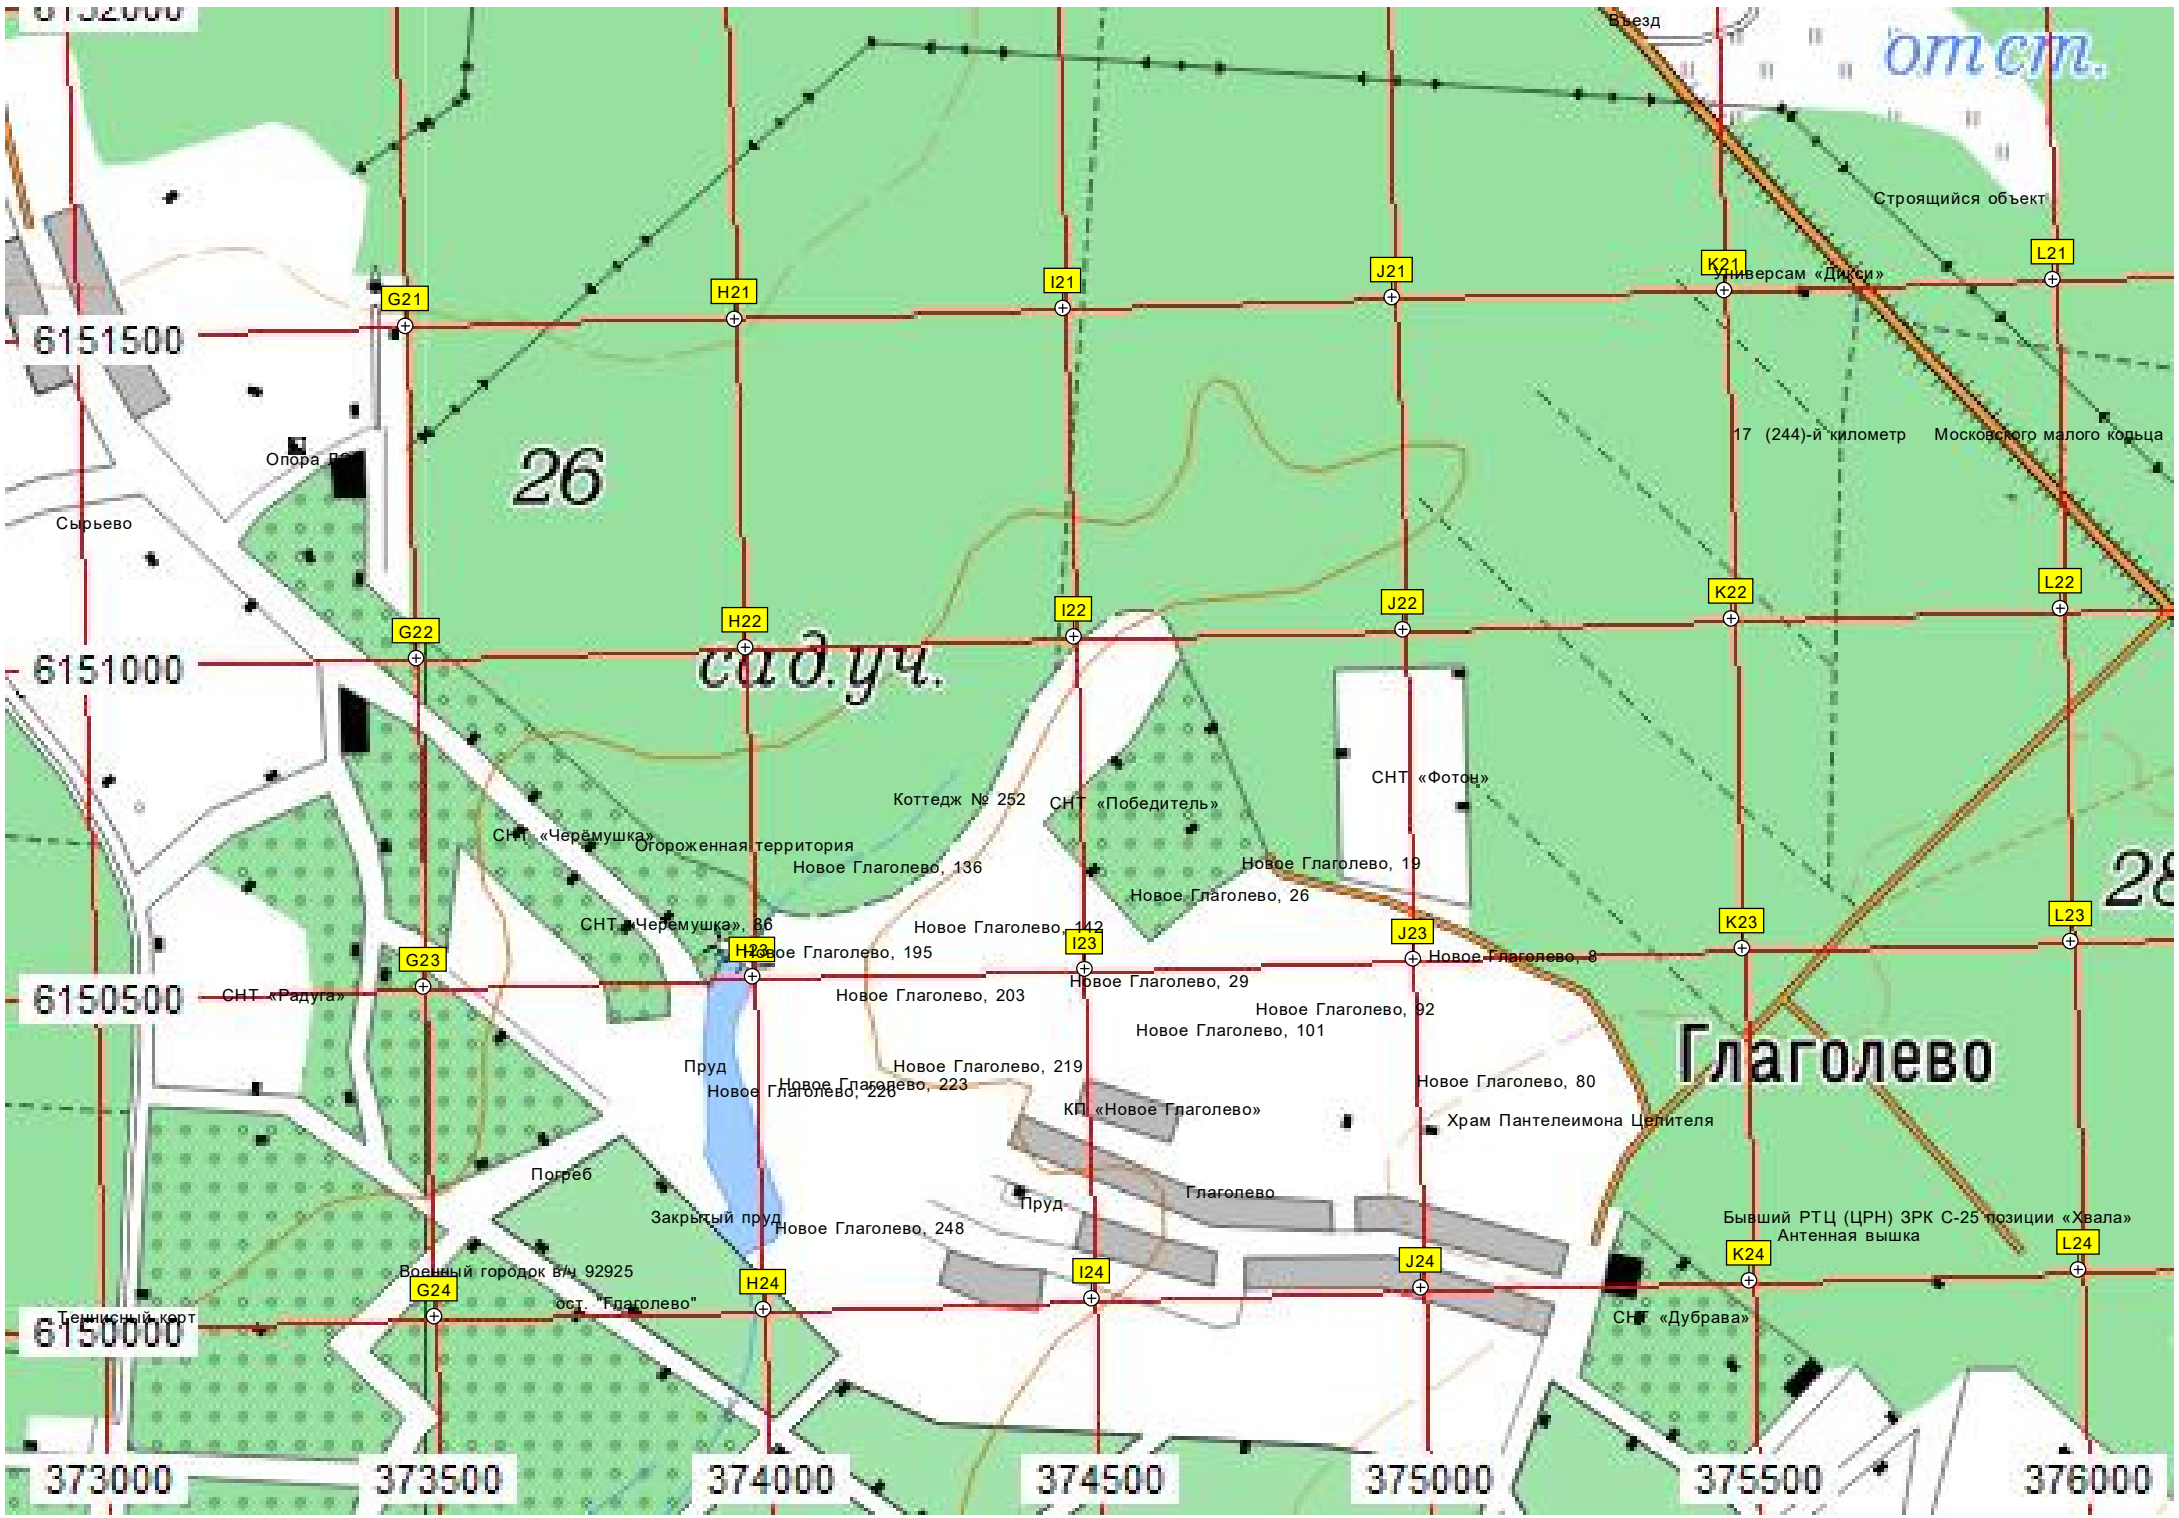 6152000
Въезд
от ст.
Строящийся объект
L21
K21
Универсам «Дикси»
J21
I21
H21
G21
6151500
17 (244)-й километр Московского малого кольца
Опора
26
Сырьево
L22
K22
J22
I22
H22
G22
6151000
сад.уч.
СНТ «Фотон»
Коттедж № 252
СНТ «Победитель»
СНТ «Черёмушка»
Огороженная территория
Новое Глаголево, 136
Новое Глаголево, 19
Новое Глаголево, 26
28
СНТ «Черёмушка», 86
Новое Глаголево, 142
L23
K23
J23
I23
H23
Новое Глаголево, 195
Новое Глаголево, 8
G23
6150500
СНТ «Радуга»
Новое Глаголево, 203
Новое Глаголево, 29
Новое Глаголево, 92
Новое Глаголево, 101
Глаголево
Пруд
Новое Глаголево, 219
Новое Глаголево, 223
Новое Глаголево, 226
Новое Глаголево, 80
КП «Новое Глаголево»
Храм Пантелеимона Целителя
Погреб
Глаголево
Пруд
Закрытый пруд
Новое Глаголево, 248
Бывший РТЦ (ЦРН) ЗРК С-25 позиции «Хвала»
Антенная вышка
L24
K24
J24
I24
H24
G24
Военный городок в/ч 92925
ост. "Глаголево"
Теннисный корт
6150000
СНТ «Дубрава»
373000
373500
374000
374500
375000
375500
376000